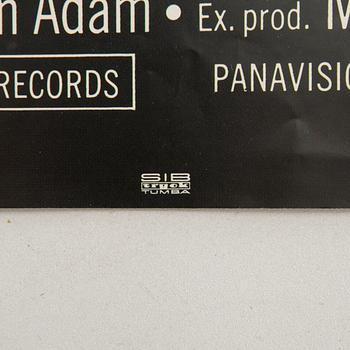 Adam • Ex. prod.
RECORDS PANAVISIO
SIB
tryck
TUMBA